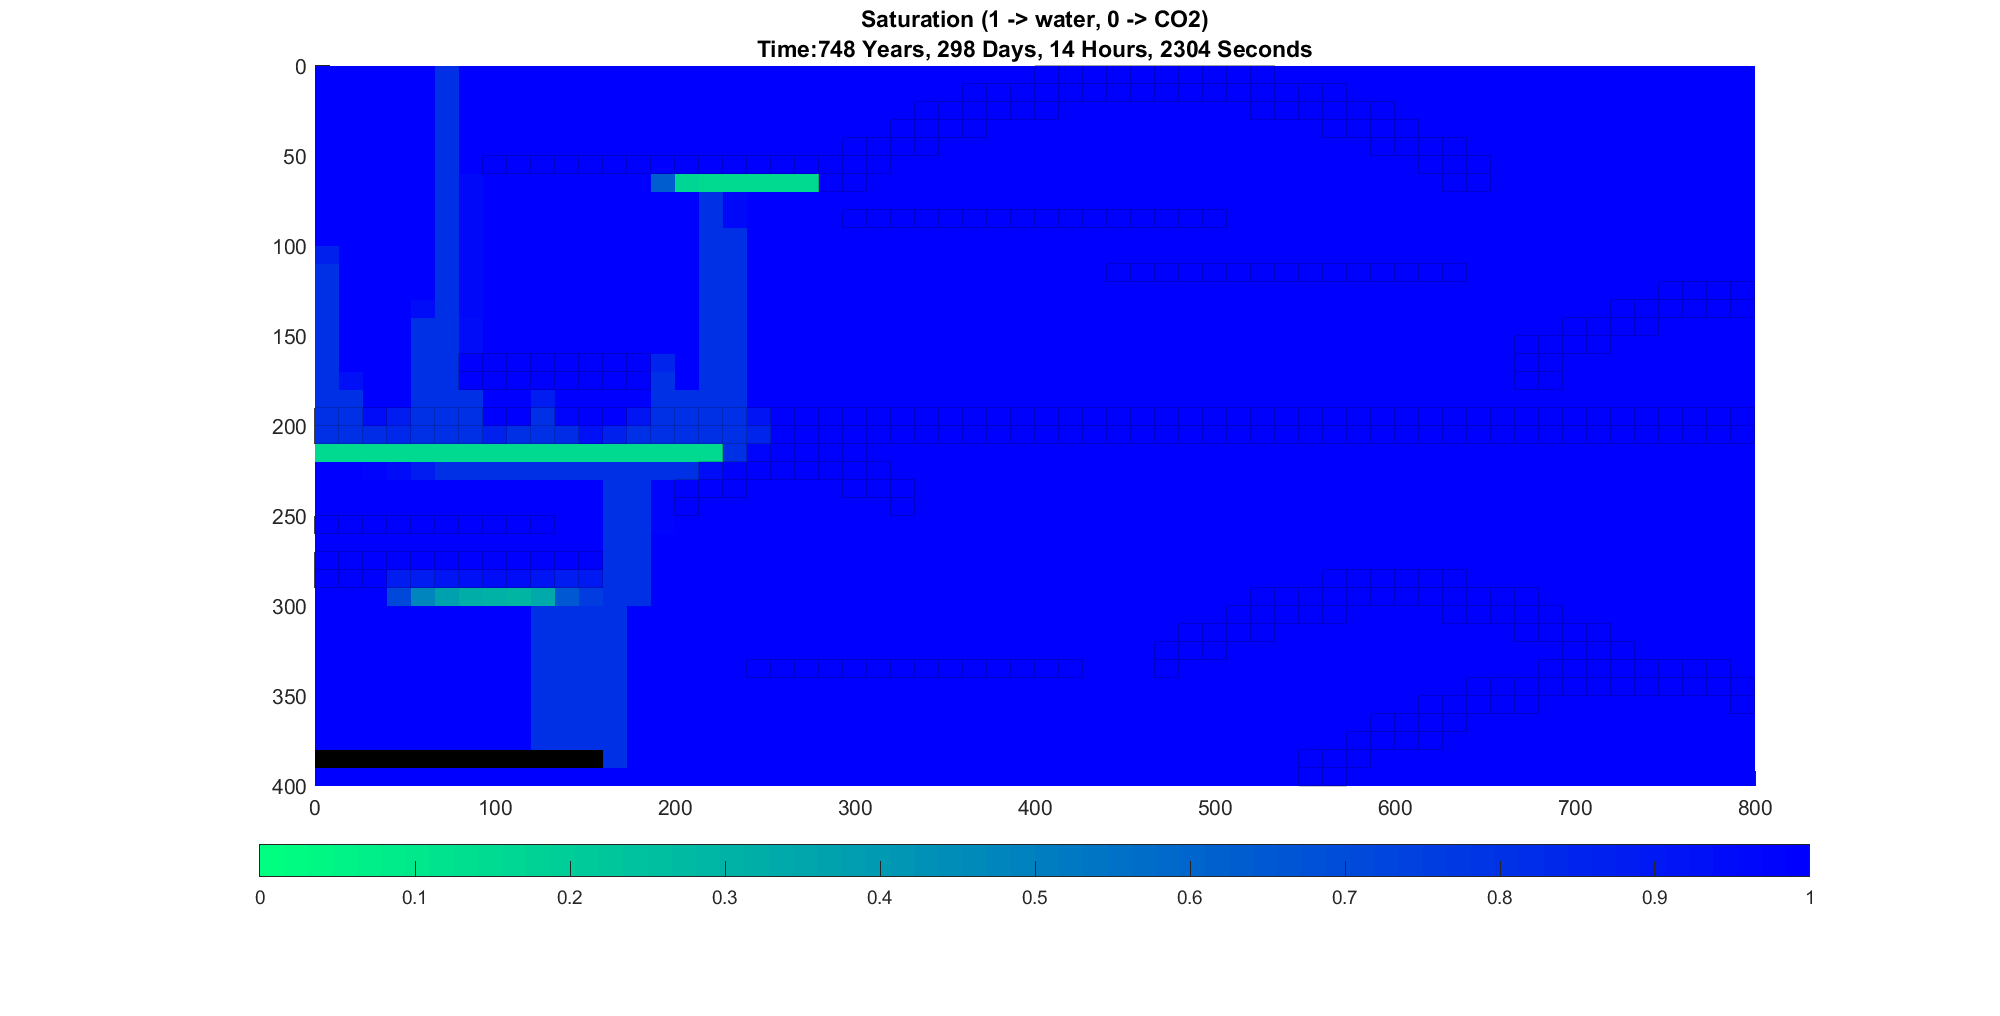 Saturation (1 -> water, 0 -> CO2)
Time:748 Years, 298 Days, 14 Hours, 2304 Seconds
0
50
100
150
200
250
300
350
400
0 100 200 300 400 500 600 700 800
0 0.1 0.2 0.3 0.4 0.5 0.6 0.7 0.8 0.9 1